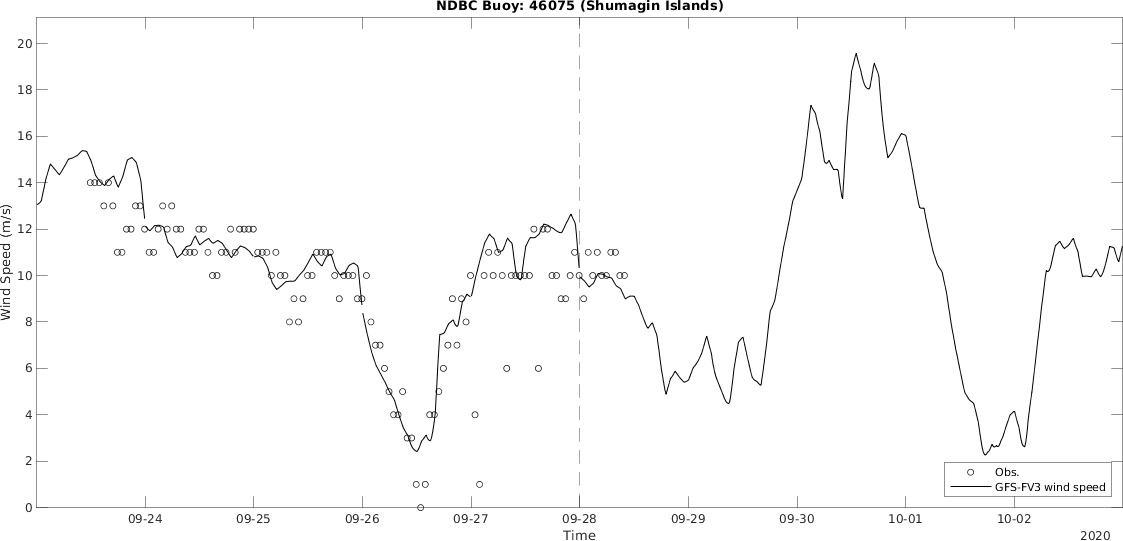 NDBC Buoy: 46075 (Shumagin Islands)
20
18
16
14
12
10
8
6
4
2
0
Wind Speed (m/s)
Obs.
GFS-FV3 wind speed
09-24 09-25 09-26 09-27 09-28 09-29 09-30 10-01 10-02
Time
2020